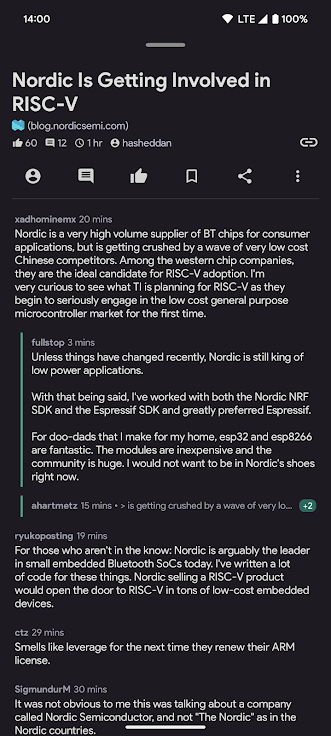 14:00
LTE 100%
Nordic Is Getting Involved in
RISC-V
(blog.nordicsemi.com)
60 12 1 hr hasheddan
xadhominemx 20 mins
Nordic is a very high volume supplier of BT chips for consumer
applications, but is getting crushed by a wave of very low cost
Chinese competitors. Among the western chip companies,
they are the ideal candidate for RISC-V adoption. I'm
very curious to see what TI is planning for RISC-V as they
begin to seriously engage in the low cost general purpose
microcontroller market for the first time.
fullstop 3 mins
Unless things have changed recently, Nordic is still king of
low power applications.
With that being said, I've worked with both the Nordic NRF
SDK and the Espressif SDK and greatly preferred Espressif.
For doo-dads that I make for my home, esp32 and esp8266
are fantastic. The modules are inexpensive and the
community is huge. I would not want to be in Nordic's shoes
right now.
ahartmetz 15 mins • > is getting crushed by a wave of very lo... +2
ryukoposting 19 mins
For those who aren't in the know: Nordic is arguably the leader
in small embedded Bluetooth SoCs today. I've written a lot
of code for these things. Nordic selling a RISC-V product
would open the door to RISC-V in tons of low-cost embedded
devices.
ctz 29 mins
Smells like leverage for the next time they renew their ARM
license.
SigmundurM 30 mins
It was not obvious to me this was talking about a company
called Nordic Semiconductor, and not "The Nordic" as in the
Nordic countries.